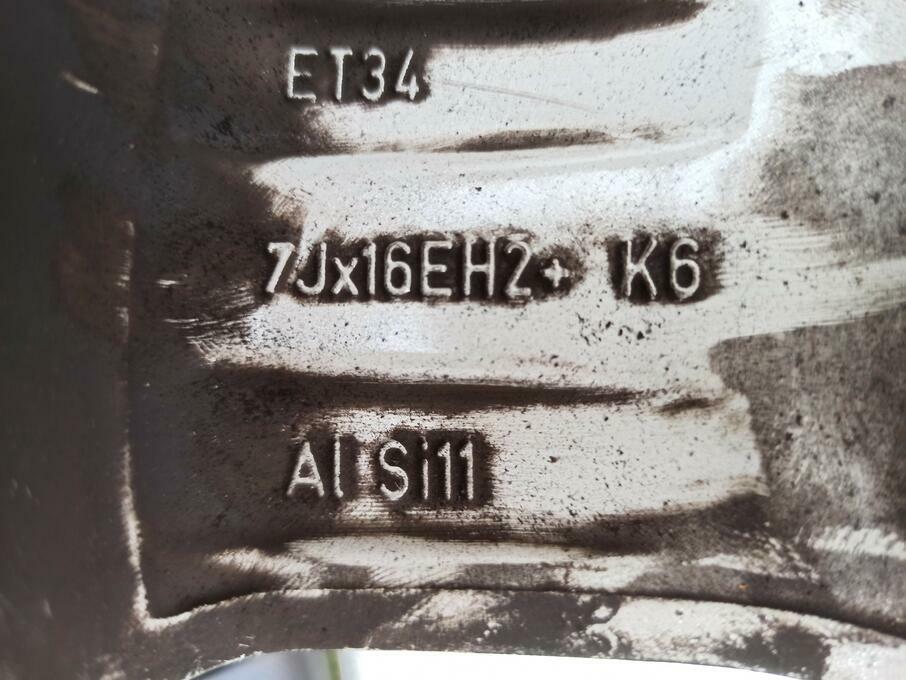 ET34
7Jx16EH2+ K6
Al Si11